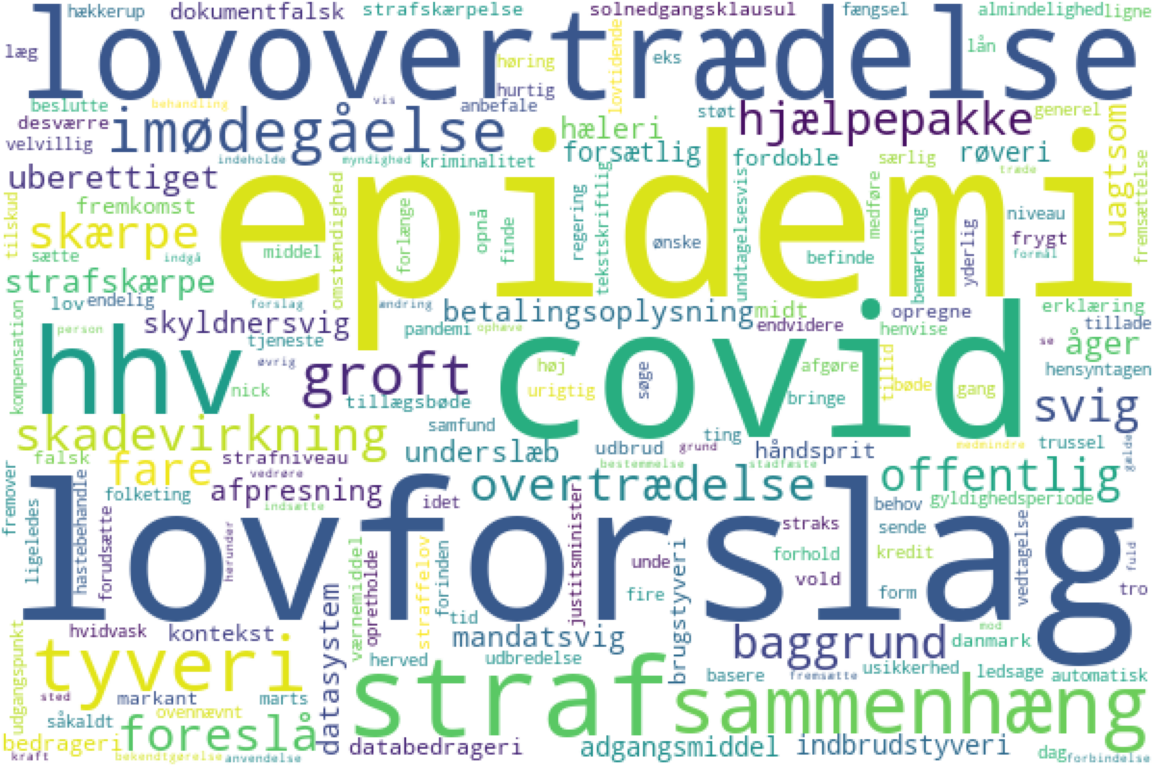 hækkerup dokumentfalsk strafskærpelse solnedgangsklausul fængsel almindelighed ligne
læg lovovertrædelse høring lovtidende eks lån
beslutte behandling vis anbefale hurtig støt generel
desværre imødegåelse hæleri hjælpepakke uagtsom
velvillig indeholde myndighed kriminalitet forsætlig fordoble særlig røveri træde
uberettiget epidemi
tilskud fremkomst omstændighed forlænge opnå finde regering tekstskriftlig ønske undtagelsesvis medføre bemærkning yderlig niveau fremsættelse
skærpe middel befinde frygt formål
sætte indgå
strafskærpe
lov endelig forslag ændring betalingsoplysning midt opregne erklæring
kompensation person skyldnersvig pandemi ophæve endvidere henvise tillade
hhv tjeneste øvrig groft covid høj søge afgøre tillid se åger
nick tillægsbøde urigtig bringe bøde gang hensyntagen
skadevirkning samfund ting svig
falsk fare strafniveau underslæb udbrud grund håndsprit medmindre trussel gælde
fremover vedrøre bestemmelse stadfæste
folketing afpresning overtrædelse offentlig
ligeledes hastebehandle forudsætte indsætte idet behov gyldighedsperiode
lovforslag
herunder justitsminister straks sende vedtagelse fuld
værnemiddel opretholde straffelov forinden unde forhold kredit
fire vold form tro
hvidvask kontekst datasystem tid mandatsvig brugstyveri baggrund mod danmark
udgangspunkt tyveri herved udbredelse basere fremsætte usikkerhed ledsage automatisk
sted markant marts straf sammenhæng
såkaldt ovennævnt
bedrageri foreslå databedrageri adgangsmiddel indbrudstyveri dag
kraft bekendtgørelse anvendelse forbindelse